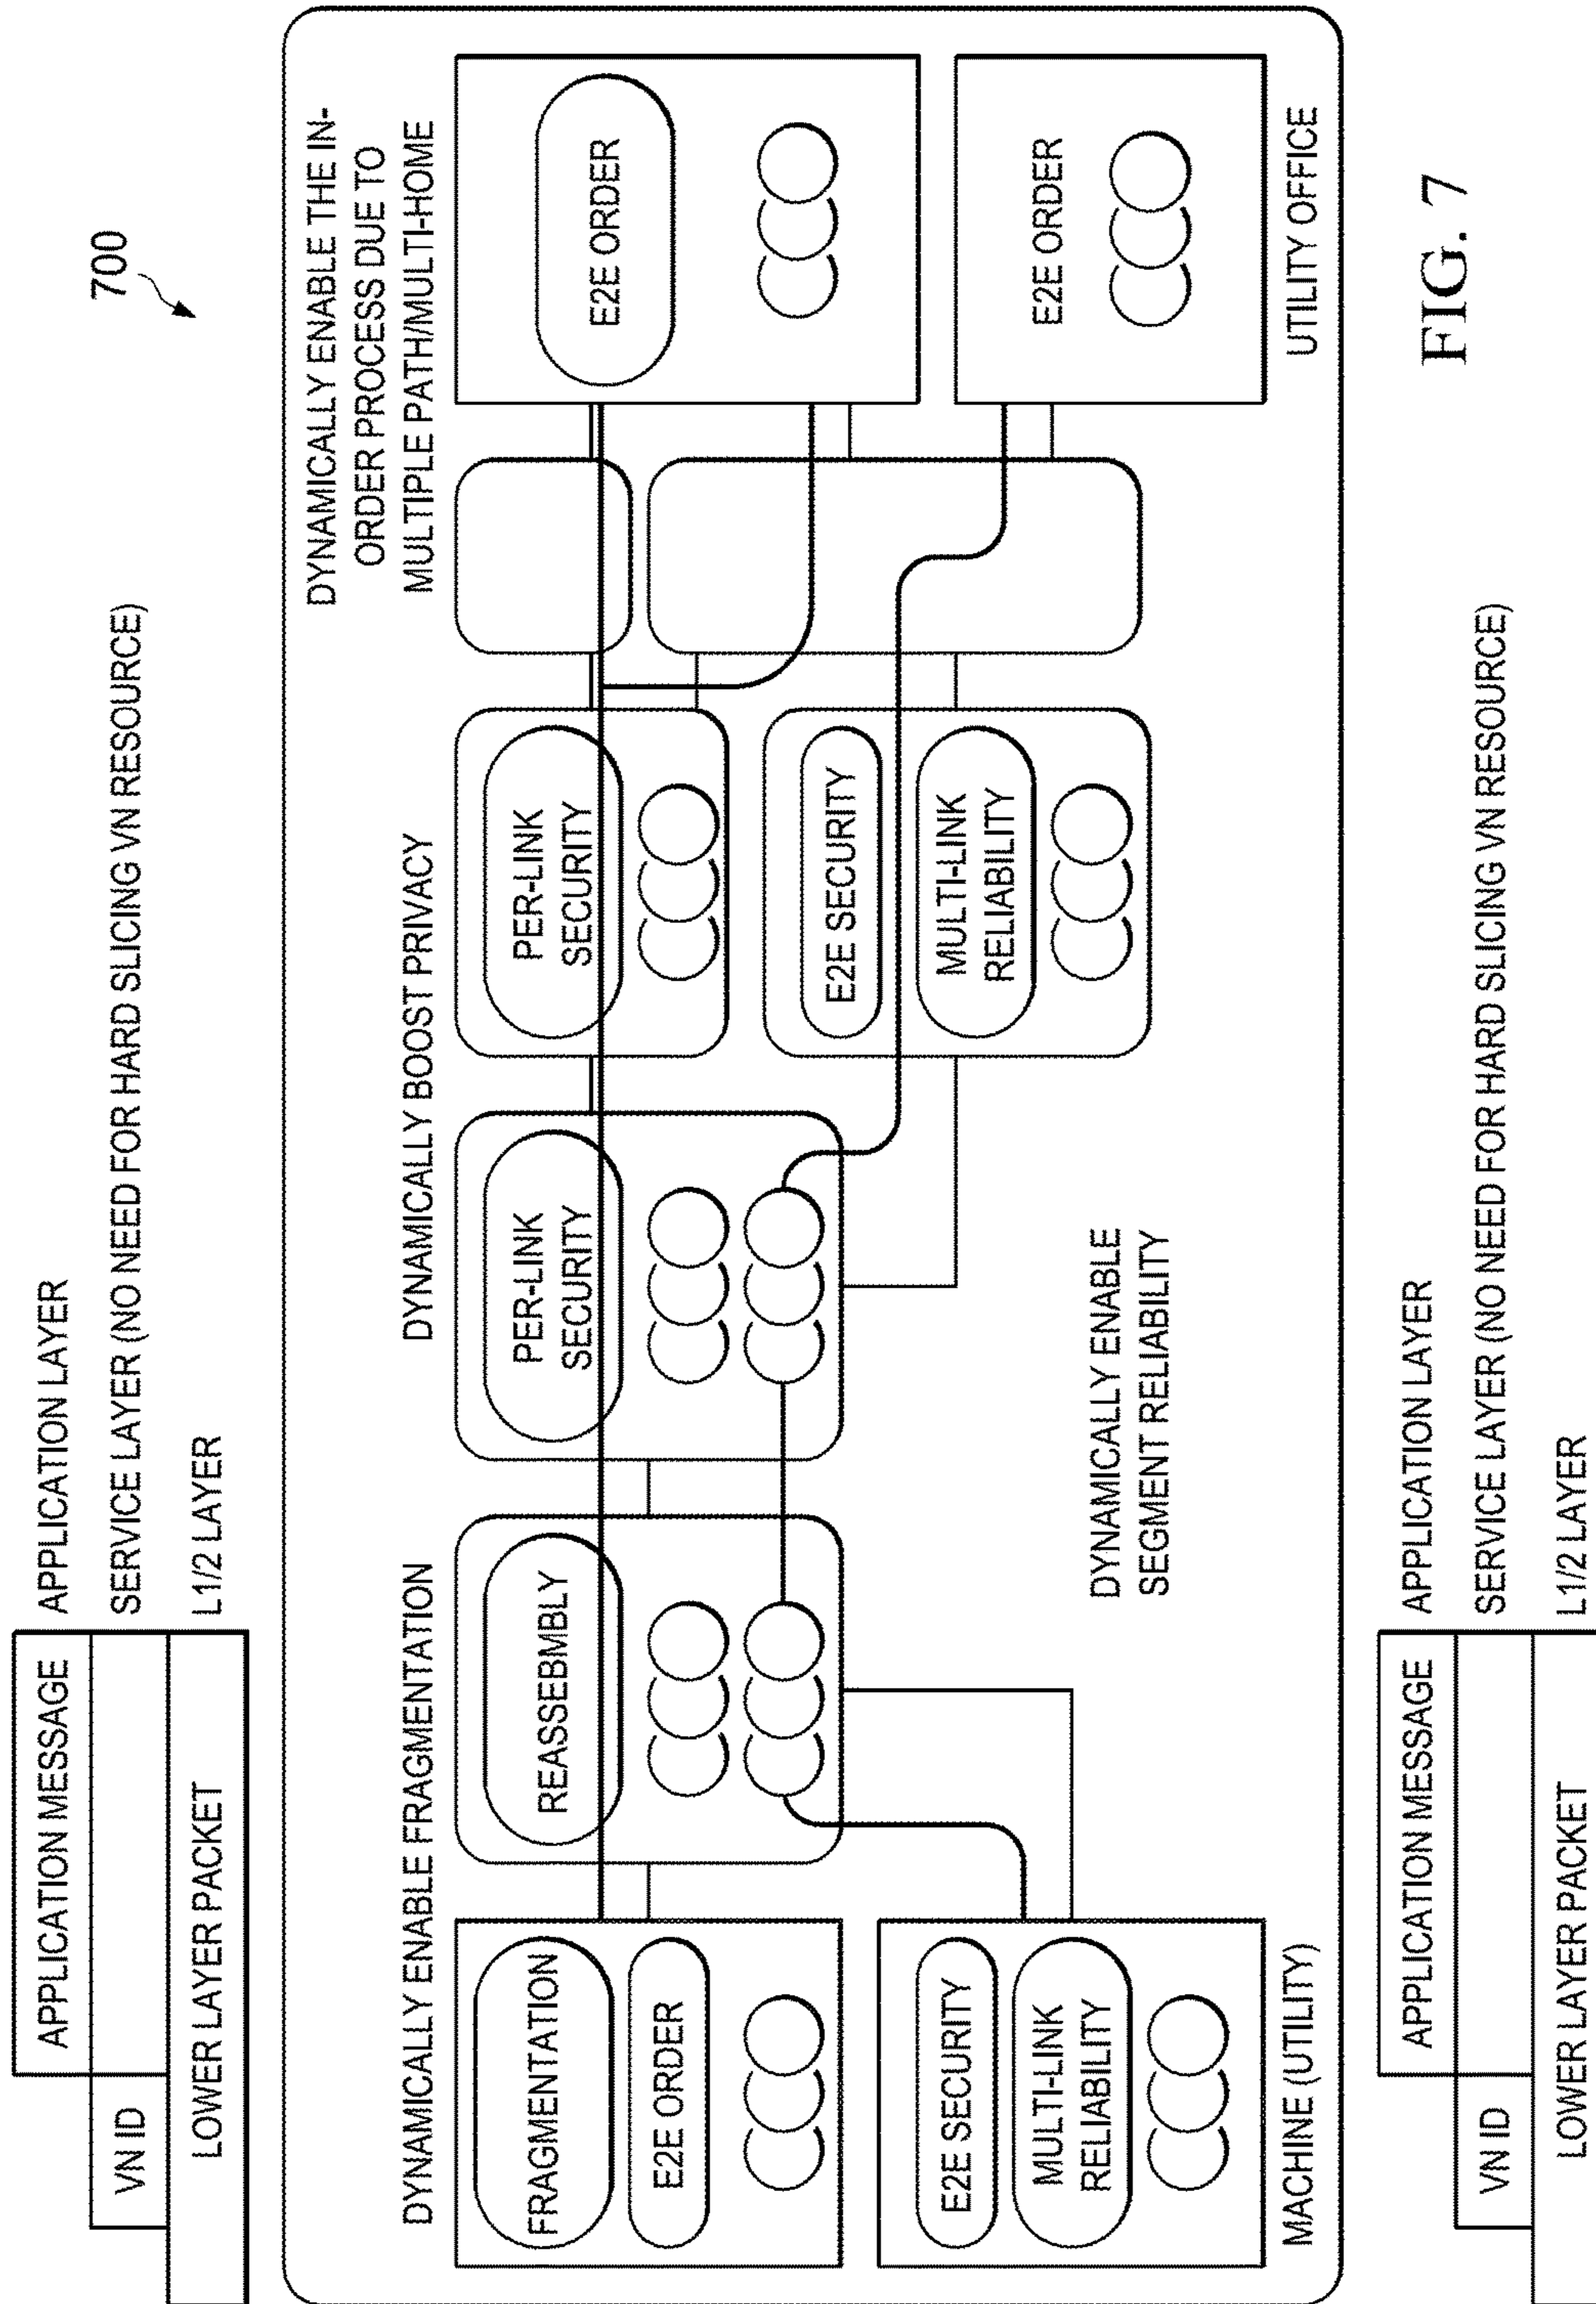 700
APPLICATION MESSAGE
APPLICATION LAYER
VN ID
SERVICE LAYER (NO NEED FOR HARD SLICING VN RESOURCE)
LOWER LAYER PACKET
L1/2 LAYER
DYNAMICALLY ENABLE THE IN-
ORDER PROCESS DUE TO
MULTIPLE PATH/MULTI-HOME
DYNAMICALLY ENABLE FRAGMENTATION
DYNAMICALLY BOOST PRIVACY
FRAGMENTATION
E2E ORDER
REASSEBMBLY
PER-LINK
SECURITY
PER-LINK
SECURITY
E2E ORDER
E2E SECURITY
MULTI-LINK
RELIABILITY
E2E SECURITY
MULTI-LINK
RELIABILITY
E2E ORDER
DYNAMICALLY ENABLE
SEGMENT RELIABILITY
MACHINE (UTILITY)
UTILITY OFFICE
APPLICATION MESSAGE
APPLICATION LAYER
VN ID
SERVICE LAYER (NO NEED FOR HARD SLICING VN RESOURCE)
LOWER LAYER PACKET
L1/2 LAYER
FIG. 7